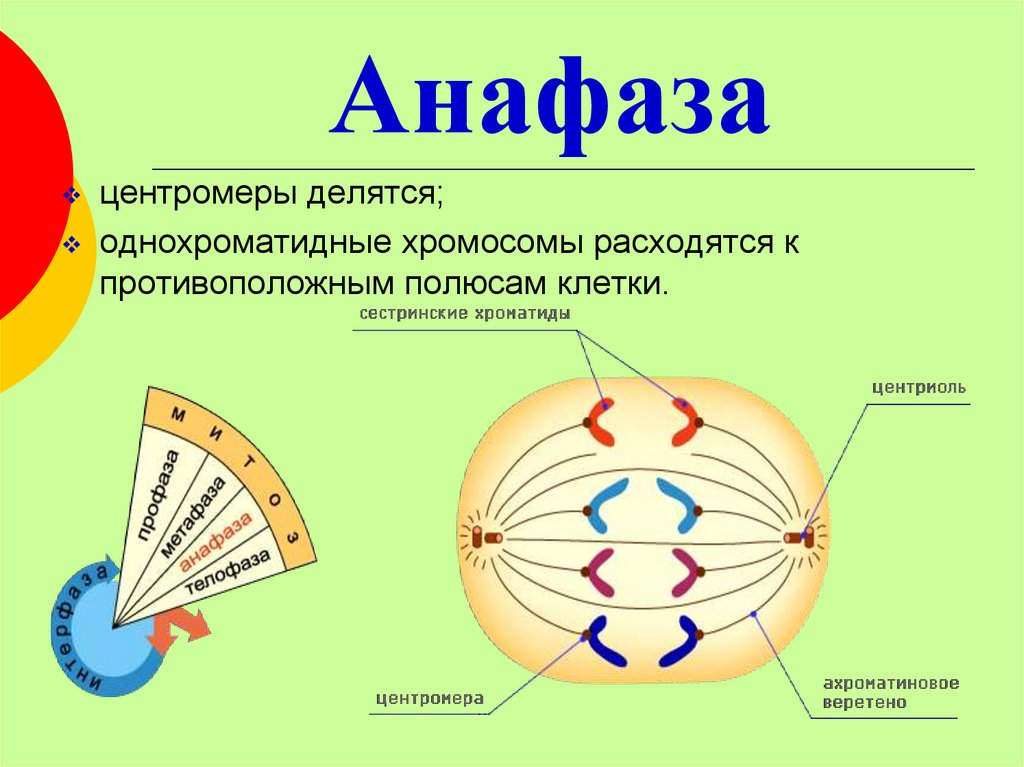 Анафаза
центромеры делятся;
однохроматидные хромосомы расходятся к
противоположным полюсам клетки.
сестринские хроматиды
центриоль
митоз
профаза
метафаза
анафаза
телофаза
интерфаза
центромера
ахроматиновое
веретено